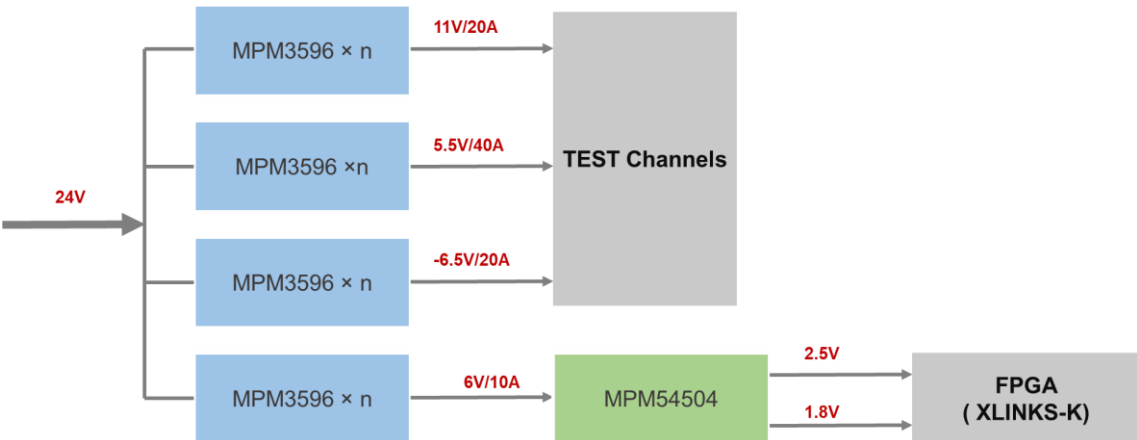 MPM3596 × n
11V/20A
MPM3596 ×n
5.5V/40A
TEST Channels
24V
MPM3596 × n
-6.5V/20A
MPM3596 × n
6V/10A
MPM54504
2.5V
1.8V
FPGA
( XLINKS-K)